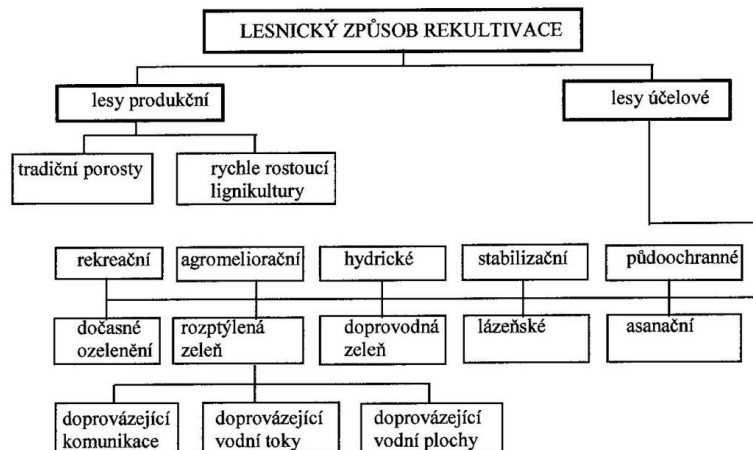 LESNICKÝ ZPŮSOB REKULTIVACE
lesy produkční
lesy účelové
tradiční porosty
rychle rostoucí
lignikultury
rekreační
agromeliorační
hydrické
stabilizační
půdoochranné
dočasné
ozelenění
rozptýlená
zeleň
doprovodná
zeleň
lázeňské
asanační
doprovázející
komunikace
doprovázející
vodní toky
doprovázející
vodní plochy